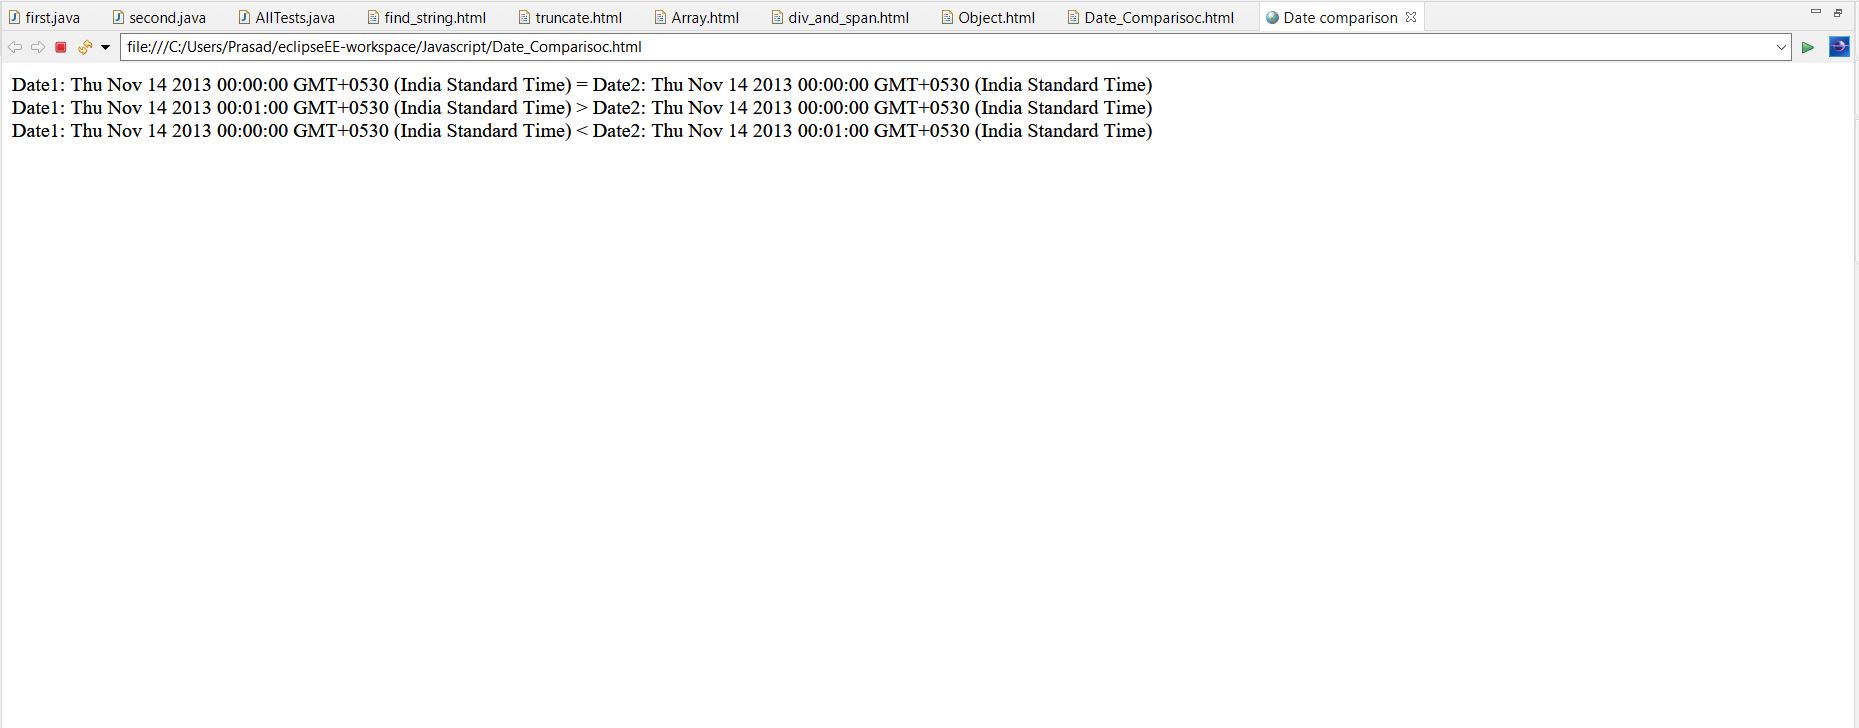 first.java second.java AllTests.java find_string.html truncate.html Array.html div_and_span.html Object.html Date_Comparisoc.html Date comparison
file:///C:/Users/Prasad/eclipseEE-workspace/Javascript/Date_Comparisoc.html
Date1: Thu Nov 14 2013 00:00:00 GMT+0530 (India Standard Time) = Date2: Thu Nov 14 2013 00:00:00 GMT+0530 (India Standard Time)
Date1: Thu Nov 14 2013 00:01:00 GMT+0530 (India Standard Time) > Date2: Thu Nov 14 2013 00:00:00 GMT+0530 (India Standard Time)
Date1: Thu Nov 14 2013 00:00:00 GMT+0530 (India Standard Time) < Date2: Thu Nov 14 2013 00:01:00 GMT+0530 (India Standard Time)